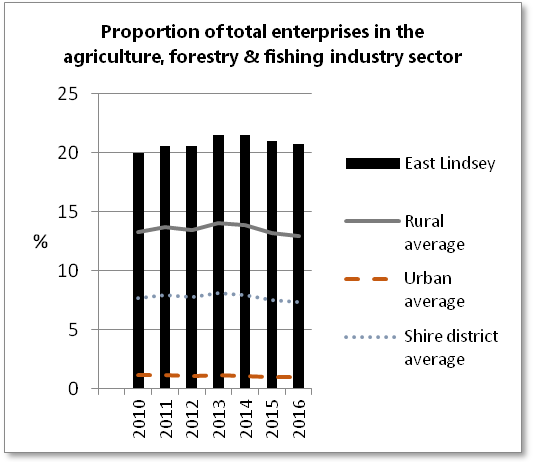 Proportion of total enterprises in the
agriculture, forestry & fishing industry sector
25
20
15
10
5
0
%
2010
2011
2012
2013
2014
2015
2016
East Lindsey
Rural
average
Urban
average
Shire district
average